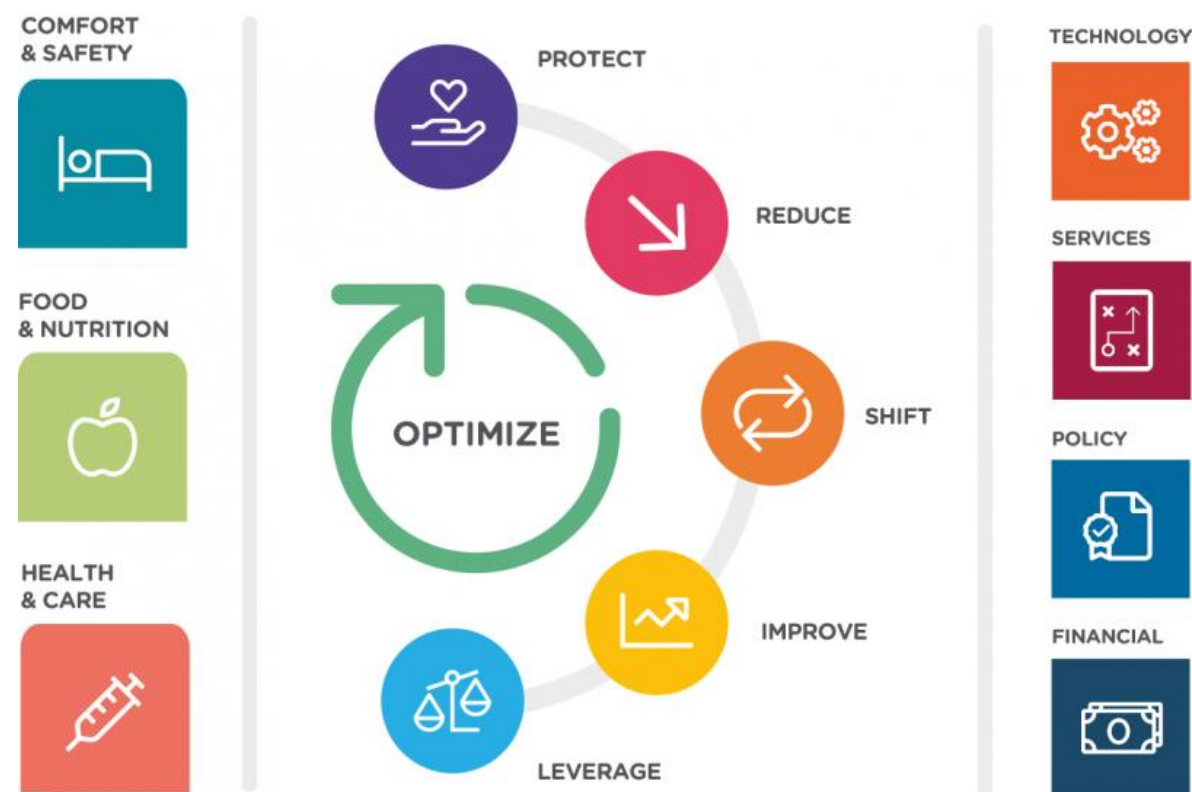 COMFORT
& SAFETY
FOOD
& NUTRITION
HEALTH
& CARE
PROTECT
REDUCE
SHIFT
OPTIMIZE
IMPROVE
LEVERAGE
TECHNOLOGY
SERVICES
POLICY
FINANCIAL